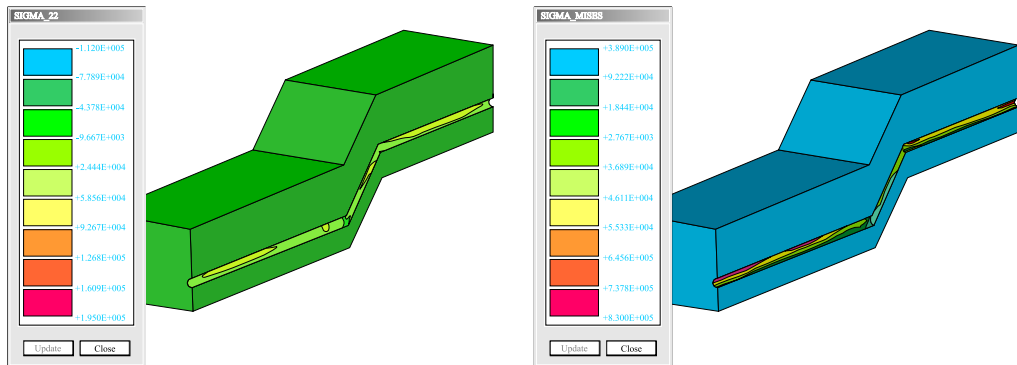 SIGMA_22
-1.120E+005
-7.789E+004
-4.378E+004
-9.667E+003
+2.444E+004
+5.856E+004
+9.267E+004
+1.268E+005
+1.609E+005
+1.950E+005
Update
Close
SIGMA_MISES
+3.890E+005
+9.222E+004
+1.844E+004
+2.767E+004
+3.689E+004
+4.611E+004
+5.533E+004
+6.456E+004
+7.378E+004
+8.300E+004
Update
Close